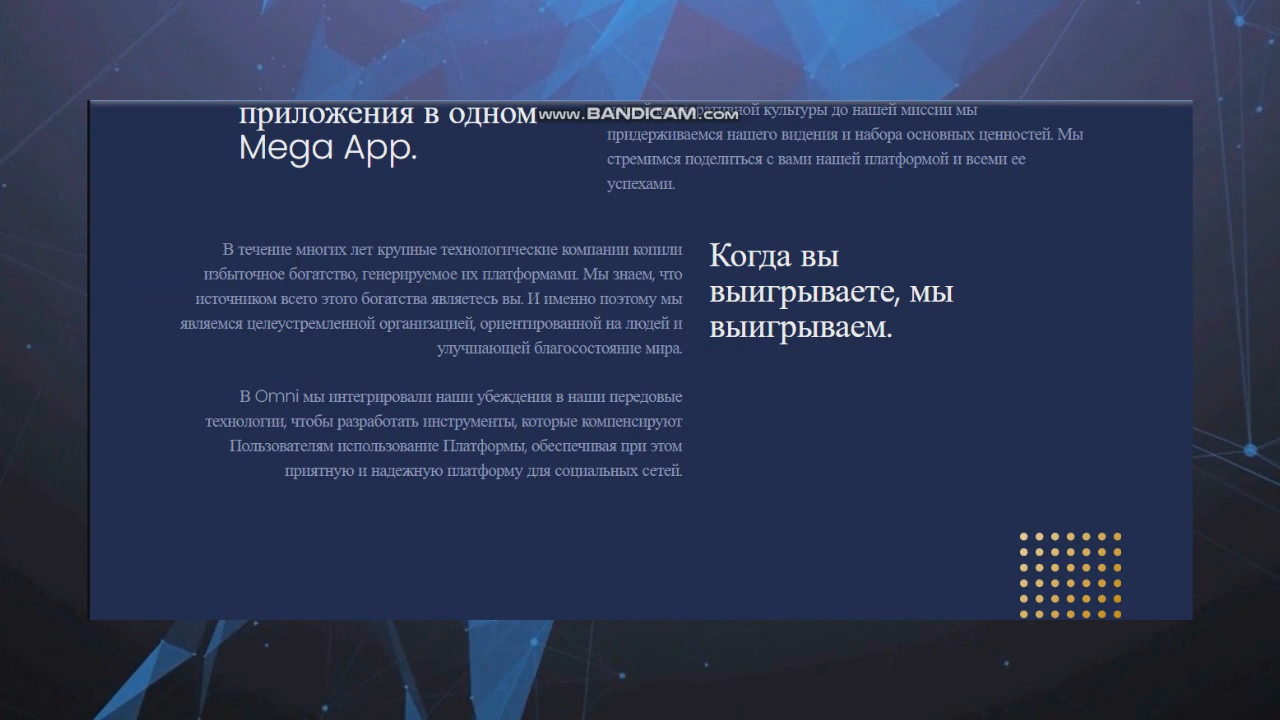 приложения в одном
Mega App.
www.BANDICAM.com
культуры до нашей миссии мы
придерживаемся нашего видения и набора основных ценностей. Мы
стремимся поделиться с вами нашей платформой и всеми ее
успехами.
В течение многих лет крупные технологические компании копили
избыточное богатство, генерируемое их платформами. Мы знаем, что
источником всего этого богатства являетесь вы. И именно поэтому мы
являемся целеустремленной организацией, ориентированной на людей и
улучшающей благосостояние мира.
В Omni мы интегрировали наши убеждения в наши передовые
технологии, чтобы разработать инструменты, которые компенсируют
Пользователям использование Платформы, обеспечивая при этом
приятную и надежную платформу для социальных сетей.
Когда вы
выигрываете, мы
выигрываем.